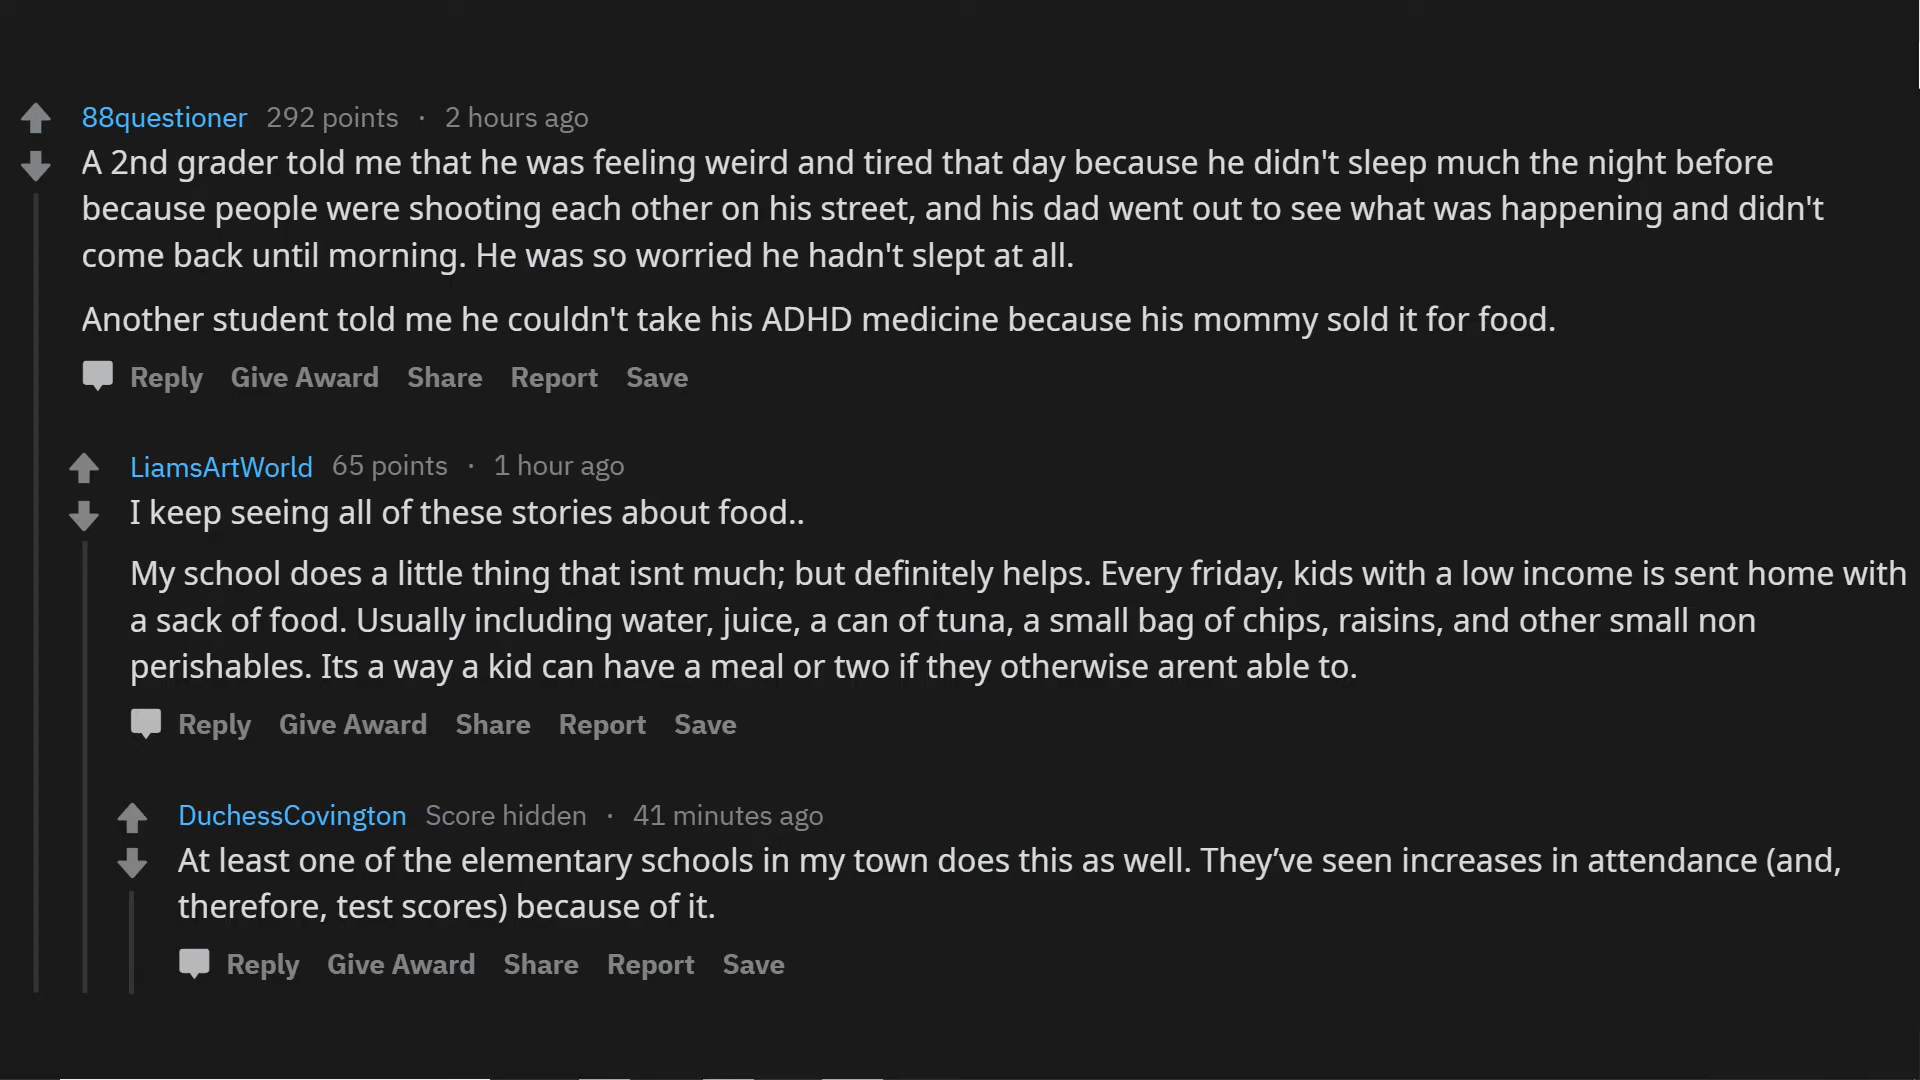 88questioner 292 points · 2 hours ago
A 2nd grader told me that he was feeling weird and tired that day because he didn't sleep much the night before
because people were shooting each other on his street, and his dad went out to see what was happening and didn't
come back until morning. He was so worried he hadn't slept at all.
Another student told me he couldn't take his ADHD medicine because his mommy sold it for food.
Reply Give Award Share Report Save
LiamsArtWorld 65 points · 1 hour ago
I keep seeing all of these stories about food..
My school does a little thing that isnt much; but definitely helps. Every friday, kids with a low income is sent home with
a sack of food. Usually including water, juice, a can of tuna, a small bag of chips, raisins, and other small non
perishables. Its a way a kid can have a meal or two if they otherwise arent able to.
Reply Give Award Share Report Save
DuchessCovington Score hidden · 41 minutes ago
At least one of the elementary schools in my town does this as well. They’ve seen increases in attendance (and,
therefore, test scores) because of it.
Reply Give Award Share Report Save